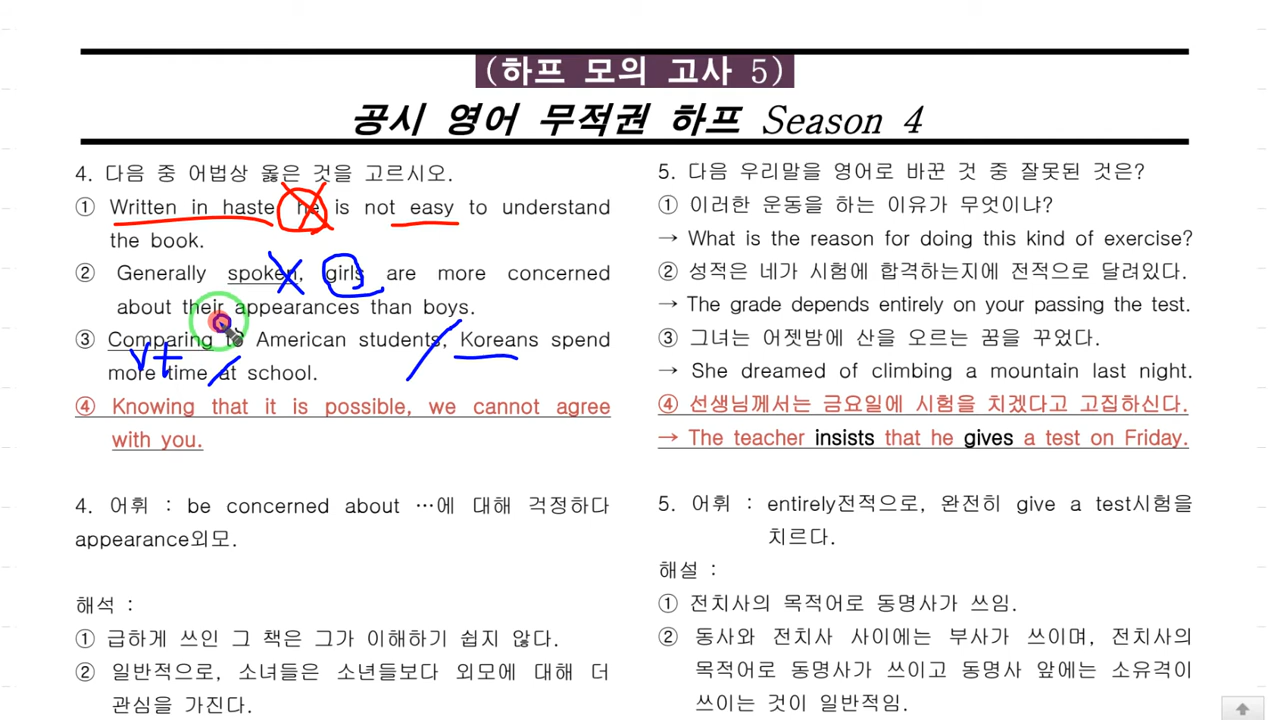 (하프 모의 고사 5)
공시 영어 무적권 하프 Season 4
4. 다음 중 어법상 옳은 것을 고르시오.
① Written in haste he is not easy to understand
the book.
② Generally spoken, girls are more concerned
about their appearances than boys.
③ Comparing to American students, Koreans spend
vt
more time at school.
④ Knowing that it is possible, we cannot agree
with you.
4. 어휘 : be concerned about …에 대해 걱정하다
appearance외모.
해석 :
① 급하게 쓰인 그 책은 그가 이해하기 쉽지 않다.
② 일반적으로, 소녀들은 소년들보다 외모에 대해 더
관심을 가진다.
5. 다음 우리말을 영어로 바꾼 것 중 잘못된 것은?
① 이러한 운동을 하는 이유가 무엇이냐?
→ What is the reason for doing this kind of exercise?
② 성적은 네가 시험에 합격하는지에 전적으로 달려있다.
→ The grade depends entirely on your passing the test.
③ 그녀는 어젯밤에 산을 오르는 꿈을 꾸었다.
→ She dreamed of climbing a mountain last night.
④ 선생님께서는 금요일에 시험을 치겠다고 고집하신다.
→ The teacher insists that he gives a test on Friday.
5. 어휘 : entirely전적으로, 완전히 give a test시험을
치르다.
해설 :
① 전치사의 목적어로 동명사가 쓰임.
② 동사와 전치사 사이에는 부사가 쓰이며, 전치사의
목적어로 동명사가 쓰이고 동명사 앞에는 소유격이
쓰이는 것이 일반적임.